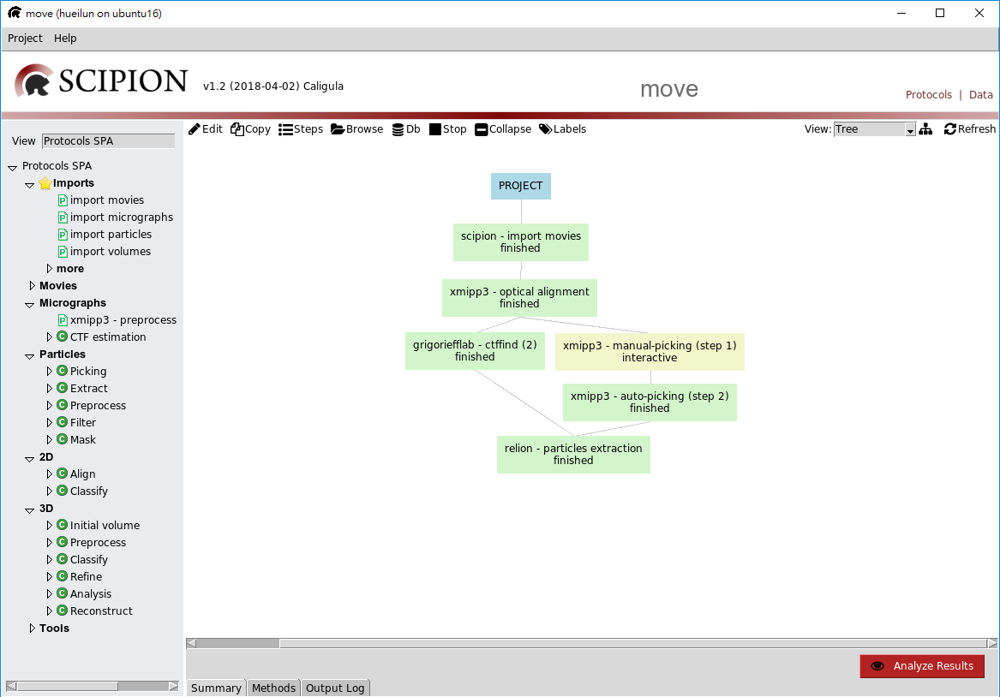 move (hueilun on ubuntu16)
Project Help
SCIPION v1.2 (2018-04-02) Caligula
move
Protocols | Data
View Protocols SPA
Edit Copy Steps Browse Db Stop Collapse Labels
View: Tree Refresh
Protocols SPA
Imports
import movies
import micrographs
import particles
import volumes
more
Movies
Micrographs
xmipp3 - preprocess
CTF estimation
Particles
Picking
Extract
Preprocess
Filter
Mask
2D
Align
Classify
3D
Initial volume
Preprocess
Classify
Refine
Analysis
Reconstruct
Tools
PROJECT
scipion - import movies
finished
xmipp3 - optical alignment
finished
grigoriefflab - ctffind (2)
finished
xmipp3 - manual-picking (step 1)
interactive
xmipp3 - auto-picking (step 2)
finished
relion - particles extraction
finished
Analyze Results
Summary Methods Output Log